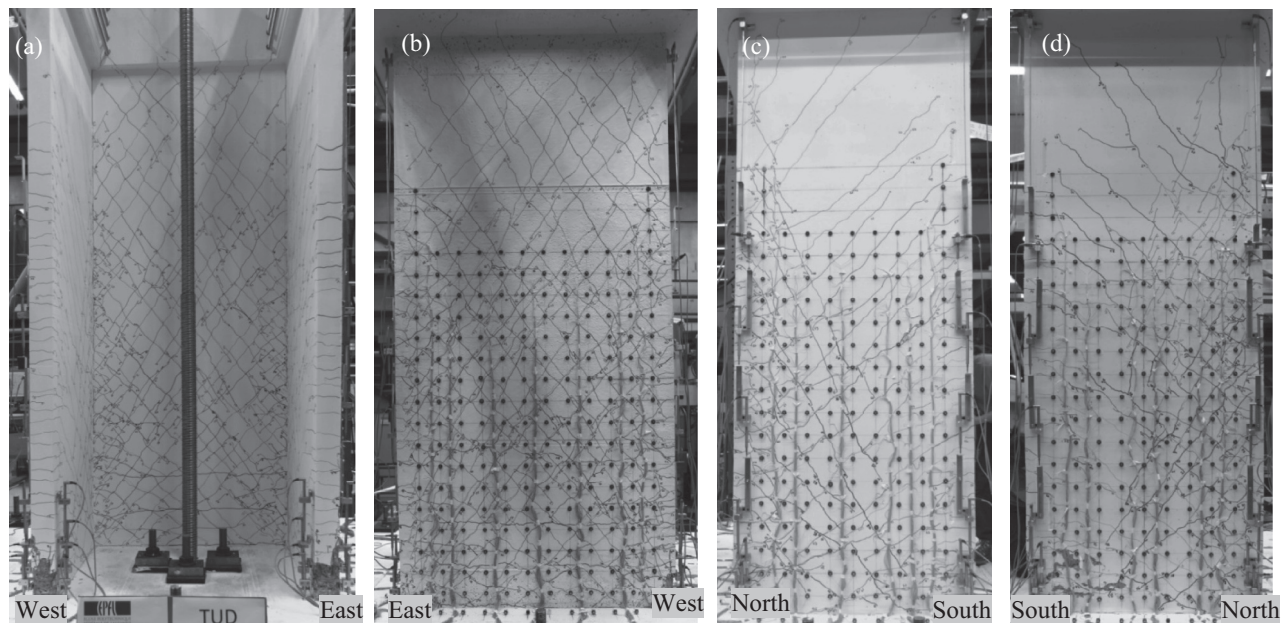 (a)
(b)
(c)
(d)
West
EPFL
TUD
East
East
West
North
South
South
North